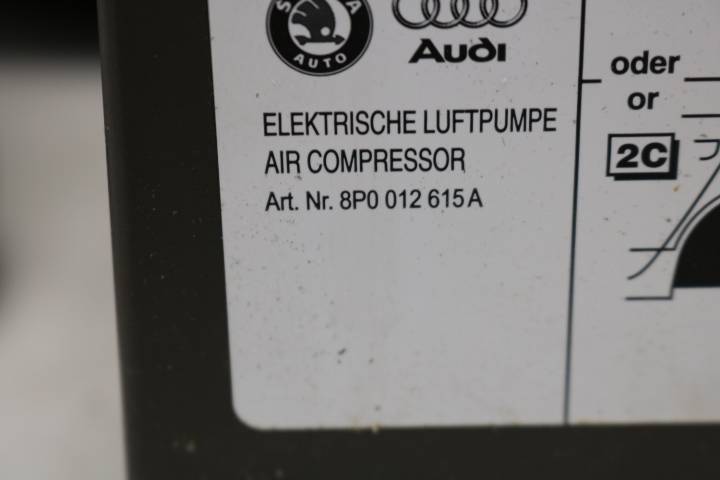 AUTO
Audi
ELEKTRISCHE LUFTPUMPE
AIR COMPRESSOR
Art. Nr. 8P0 012 615 A
oder
or
2C